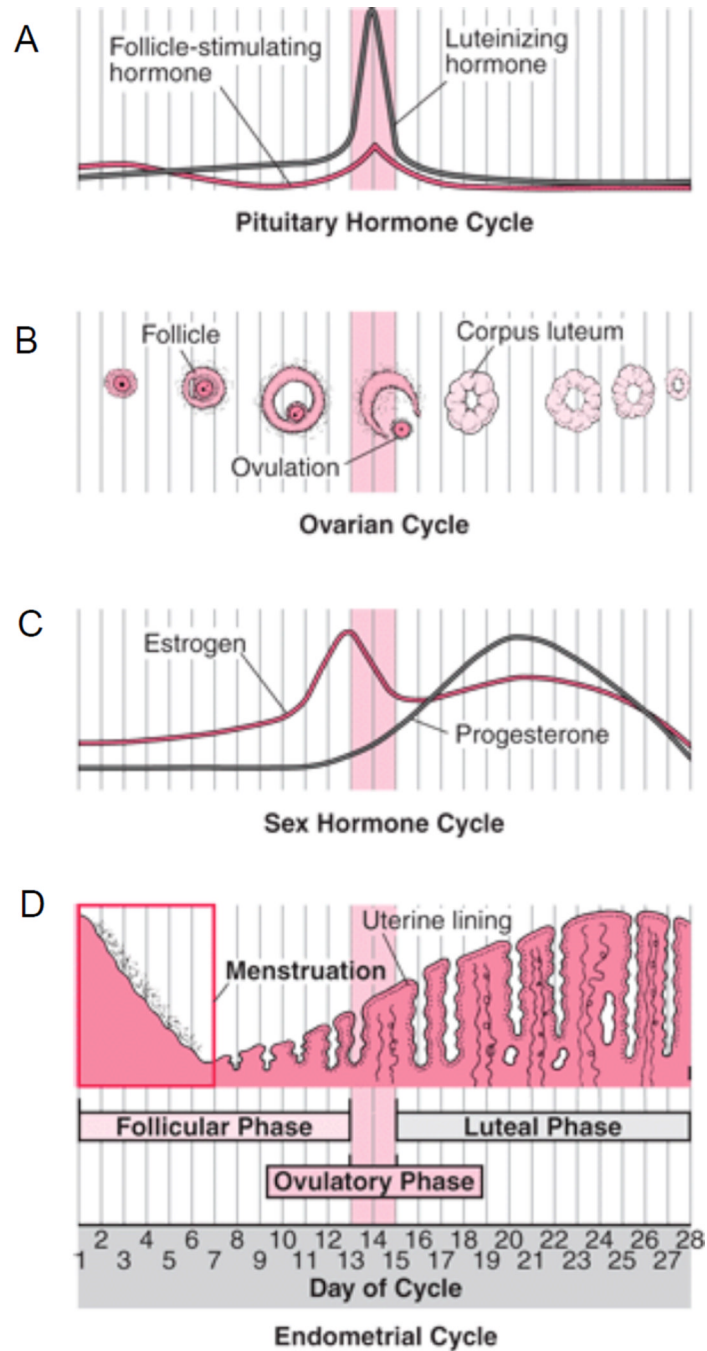 A
Follicle-stimulating
hormone
Luteinizing
hormone
Pituitary Hormone Cycle
B
Follicle
Corpus luteum
Ovulation
Ovarian Cycle
C
Estrogen
Progesterone
Sex Hormone Cycle
D
Uterine lining
Menstruation
Follicular Phase
Luteal Phase
Ovulatory Phase
2 4 6 8 10 12 14 16 18 20 22 24 26 28
1 3 5 7 9 11 13 15 17 19 21 23 25 27
Day of Cycle
Endometrial Cycle